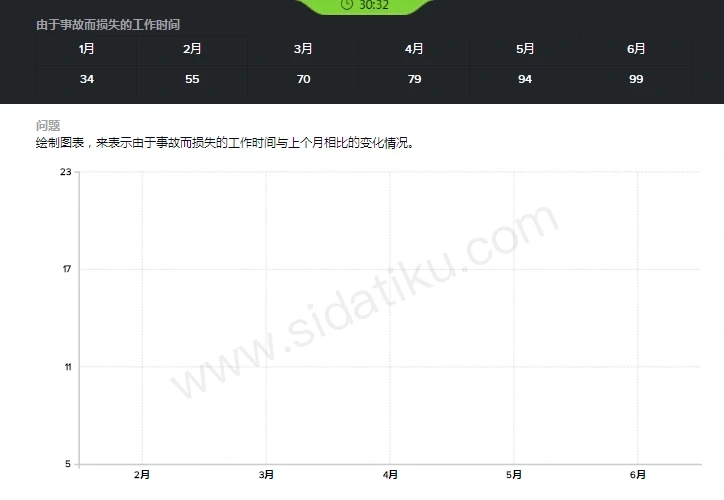 30:32
由于事故而损失的工作时间
1月 2月 3月 4月 5月 6月
34 55 70 79 94 99
问题
绘制图表，来表示由于事故而损失的工作时间与上个月相比的变化情况。
23
17
11
5
2月 3月 4月 5月 6月
www.sidatiku.com